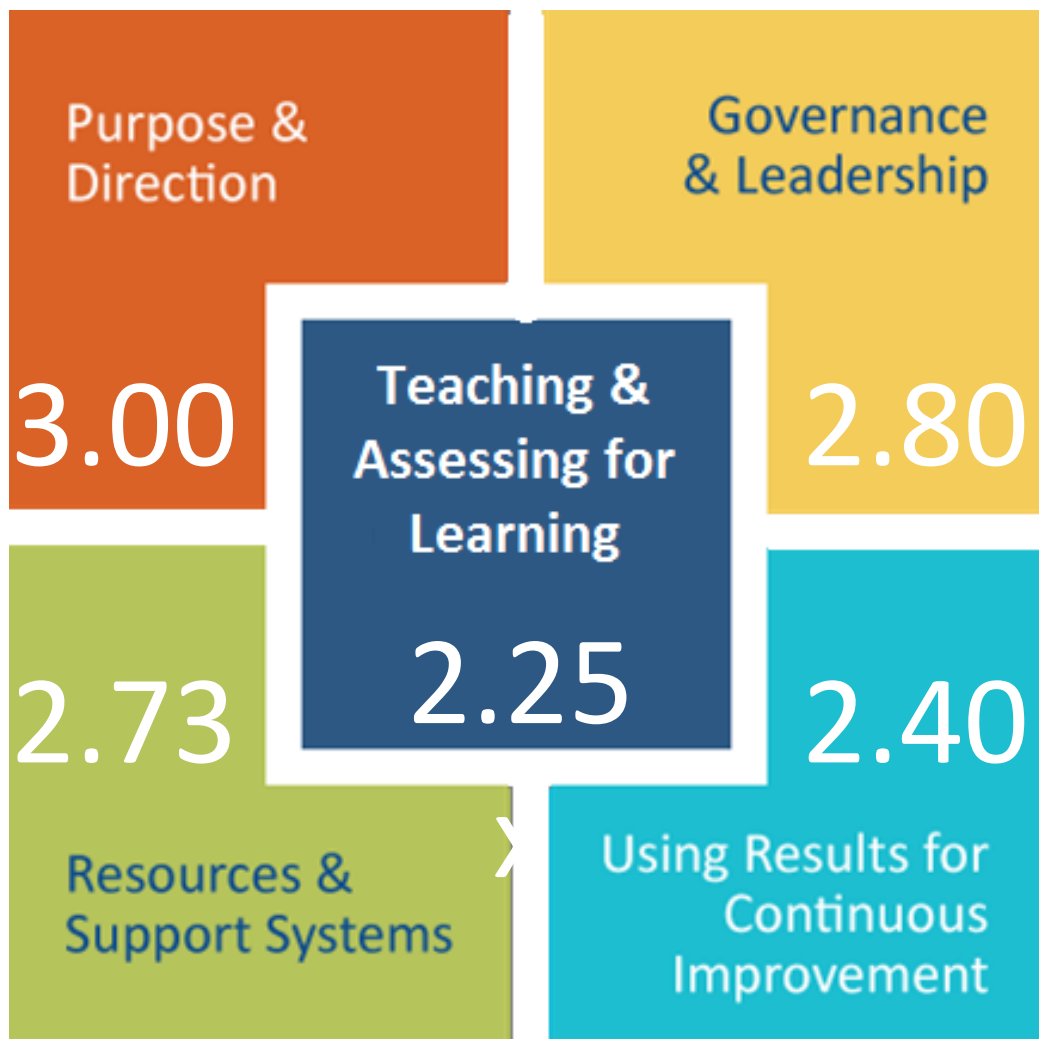 Purpose &
Direction
3.00
Governance
& Leadership
2.80
Teaching &
Assessing for
Learning
2.25
2.73
Resources &
Support Systems
2.40
Using Results for
Continuous
Improvement